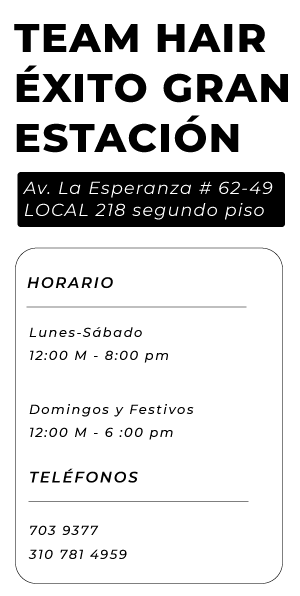 TEAM HAIR
ÉXITO GRAN
ESTACIÓN
Av. La Esperanza # 62-49
LOCAL 218 segundo piso
HORARIO
Lunes-Sábado
12:00 M - 8:00 pm
Domingos y Festivos
12:00 M - 6 :00 pm
TELÉFONOS
703 9377
310 781 4959